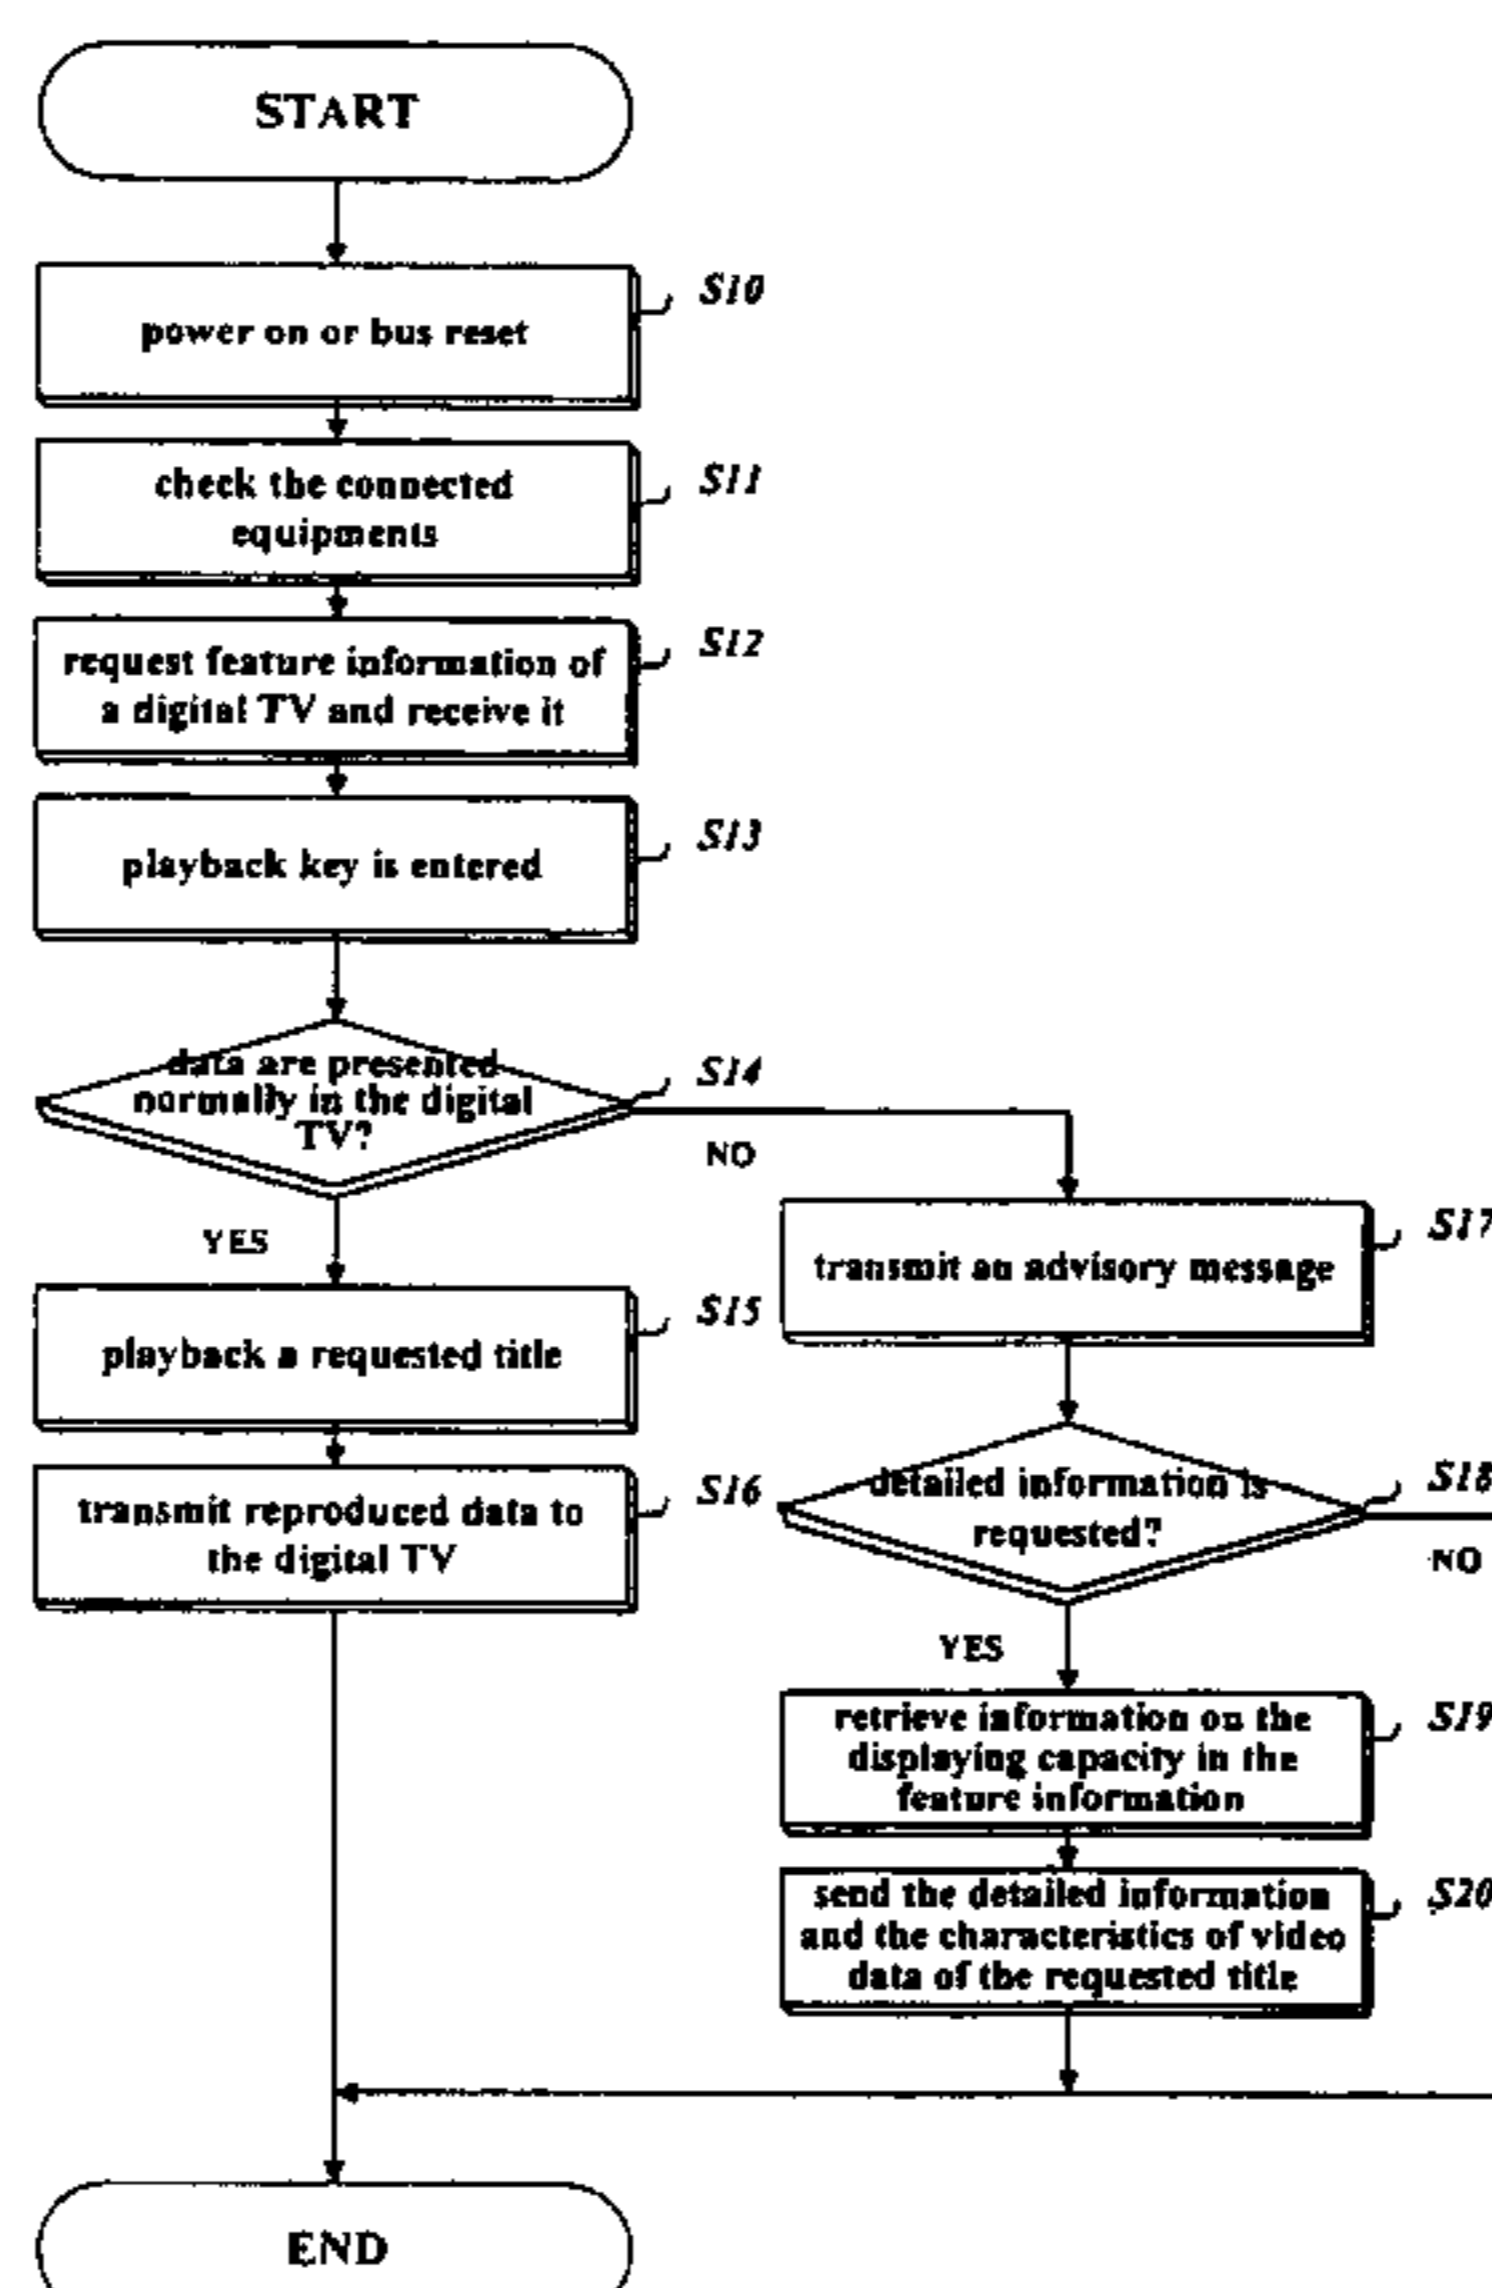 START
S10
power on or bus reset
S11
check the connected
equipments
S12
request feature information of
a digital TV and receive it
S13
playback key is entered
data are presented
normally in the digital
TV?
S14
NO
YES
S17
transmit an advisory message
S15
playback a requested title
S18
detailed information is
requested?
NO
S16
transmit reproduced data to
the digital TV
YES
S19
retrieve information on the
displaying capacity in the
feature information
S20
send the detailed information
and the characteristics of video
data of the requested title
END